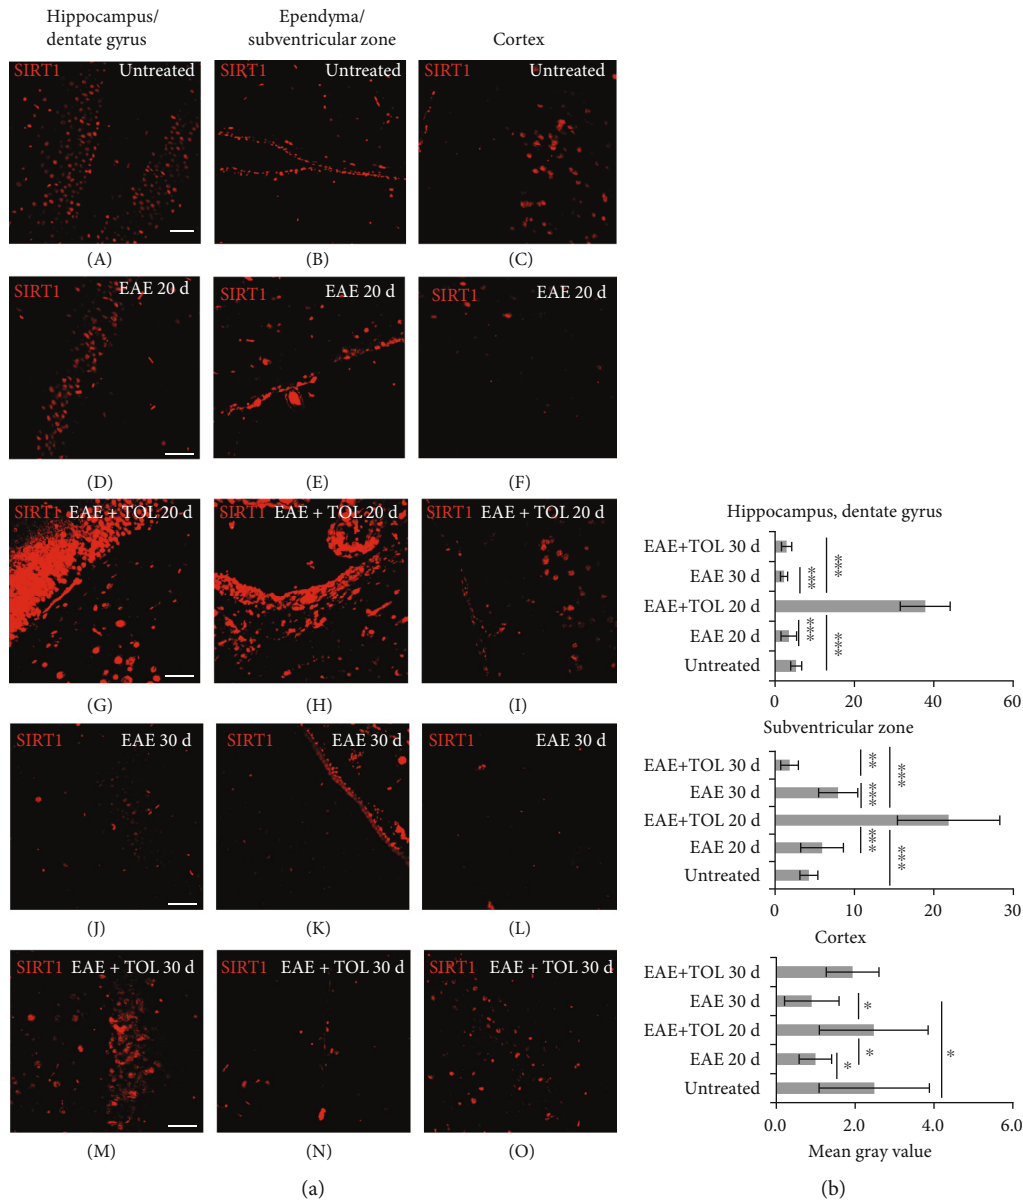 Hippocampus/
dentate gyrus
Ependyma/
subventricular zone
Cortex
SIRT1 Untreated
SIRT1 Untreated
SIRT1 Untreated
(A)
(B)
(C)
SIRT1 EAE 20 d
SIRT1 EAE 20 d
SIRT1 EAE 20 d
(D)
(E)
(F)
SIRT1 EAE + TOL 20 d
SIRT1 EAE + TOL 20 d
SIRT1 EAE + TOL 20 d
(G)
(H)
(I)
SIRT1 EAE 30 d
SIRT1 EAE 30 d
SIRT1 EAE 30 d
(J)
(K)
(L)
SIRT1 EAE + TOL 30 d
SIRT1 EAE + TOL 30 d
SIRT1 EAE + TOL 30 d
(M)
(N)
(O)
(a)
Hippocampus, dentate gyrus
EAE+TOL 30 d
EAE 30 d
EAE+TOL 20 d
EAE 20 d
Untreated
***
***
***
***
0 20 40 60
Subventricular zone
EAE+TOL 30 d
EAE 30 d
EAE+TOL 20 d
EAE 20 d
Untreated
**
***
***
***
***
0 10 20 30
Cortex
EAE+TOL 30 d
EAE 30 d
EAE+TOL 20 d
EAE 20 d
Untreated
*
*
*
*
0.0 2.0 4.0 6.0
Mean gray value
(b)